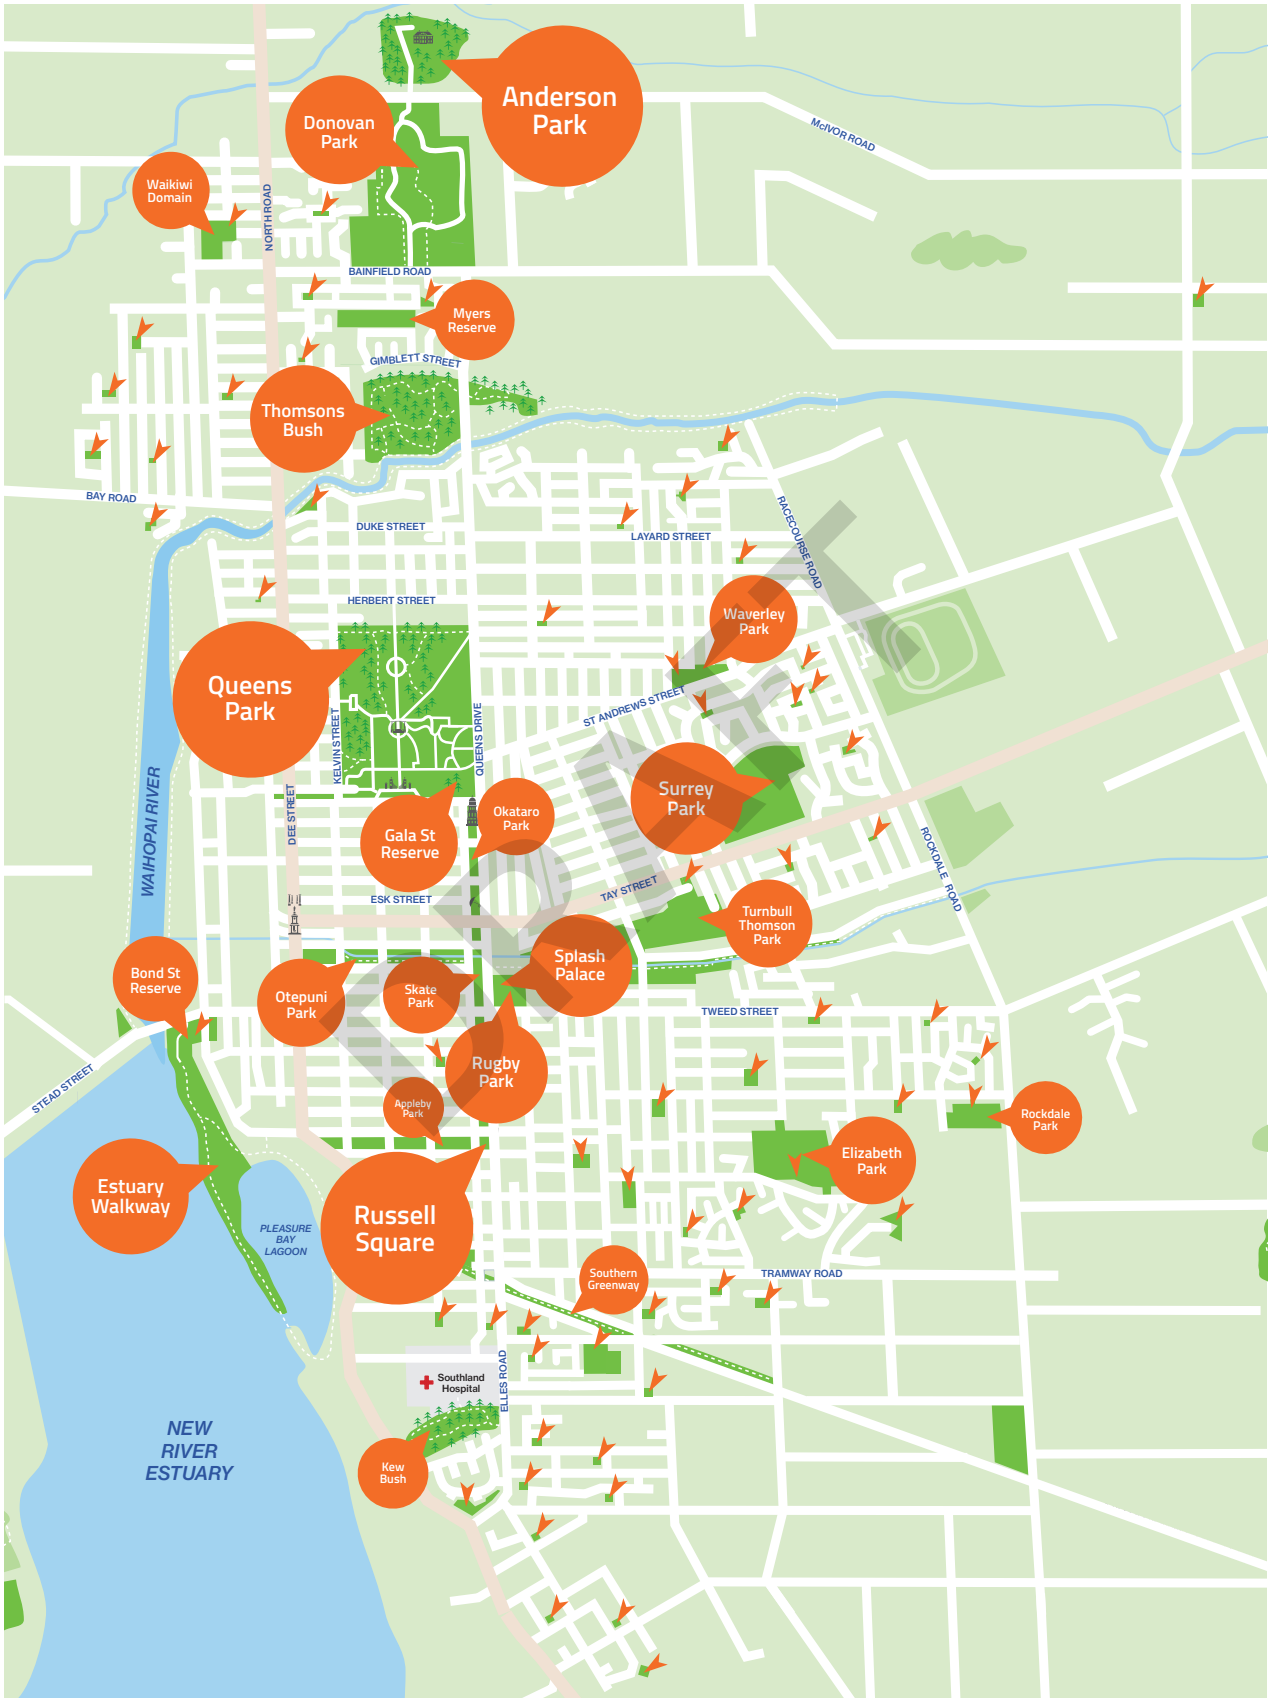 Anderson
Park
Donovan
Park
McIVOR ROAD
Waikiwi
Domain
NORTH ROAD
BAINFIELD ROAD
Myers
Reserve
GIMBLETT STREET
Thomsons
Bush
BAY ROAD
DUKE STREET
LAYARD STREET
RACECOURSE ROAD
HERBERT STREET
Waverley
Park
Queens
Park
ST ANDREWS STREET
KELVIN STREET
QUEENS DRIVE
Surrey
Park
WAIHOPAI RIVER
DEE STREET
Okataro
Park
Gala St
Reserve
ROCKDALE ROAD
TAY STREET
ESK STREET
Turnbull
Thomson
Park
Splash
Palace
Bond St
Reserve
Otepuni
Park
Skate
Park
TWEED STREET
Rugby
Park
STEAD STREET
Appleby
Park
Rockdale
Park
Elizabeth
Park
Estuary
Walkway
Russell
Square
PLEASURE
BAY
LAGOON
Southern
Greenway
TRAMWAY ROAD
Southland
Hospital
ELLES ROAD
NEW
RIVER
ESTUARY
Kew
Bush
DRAFT